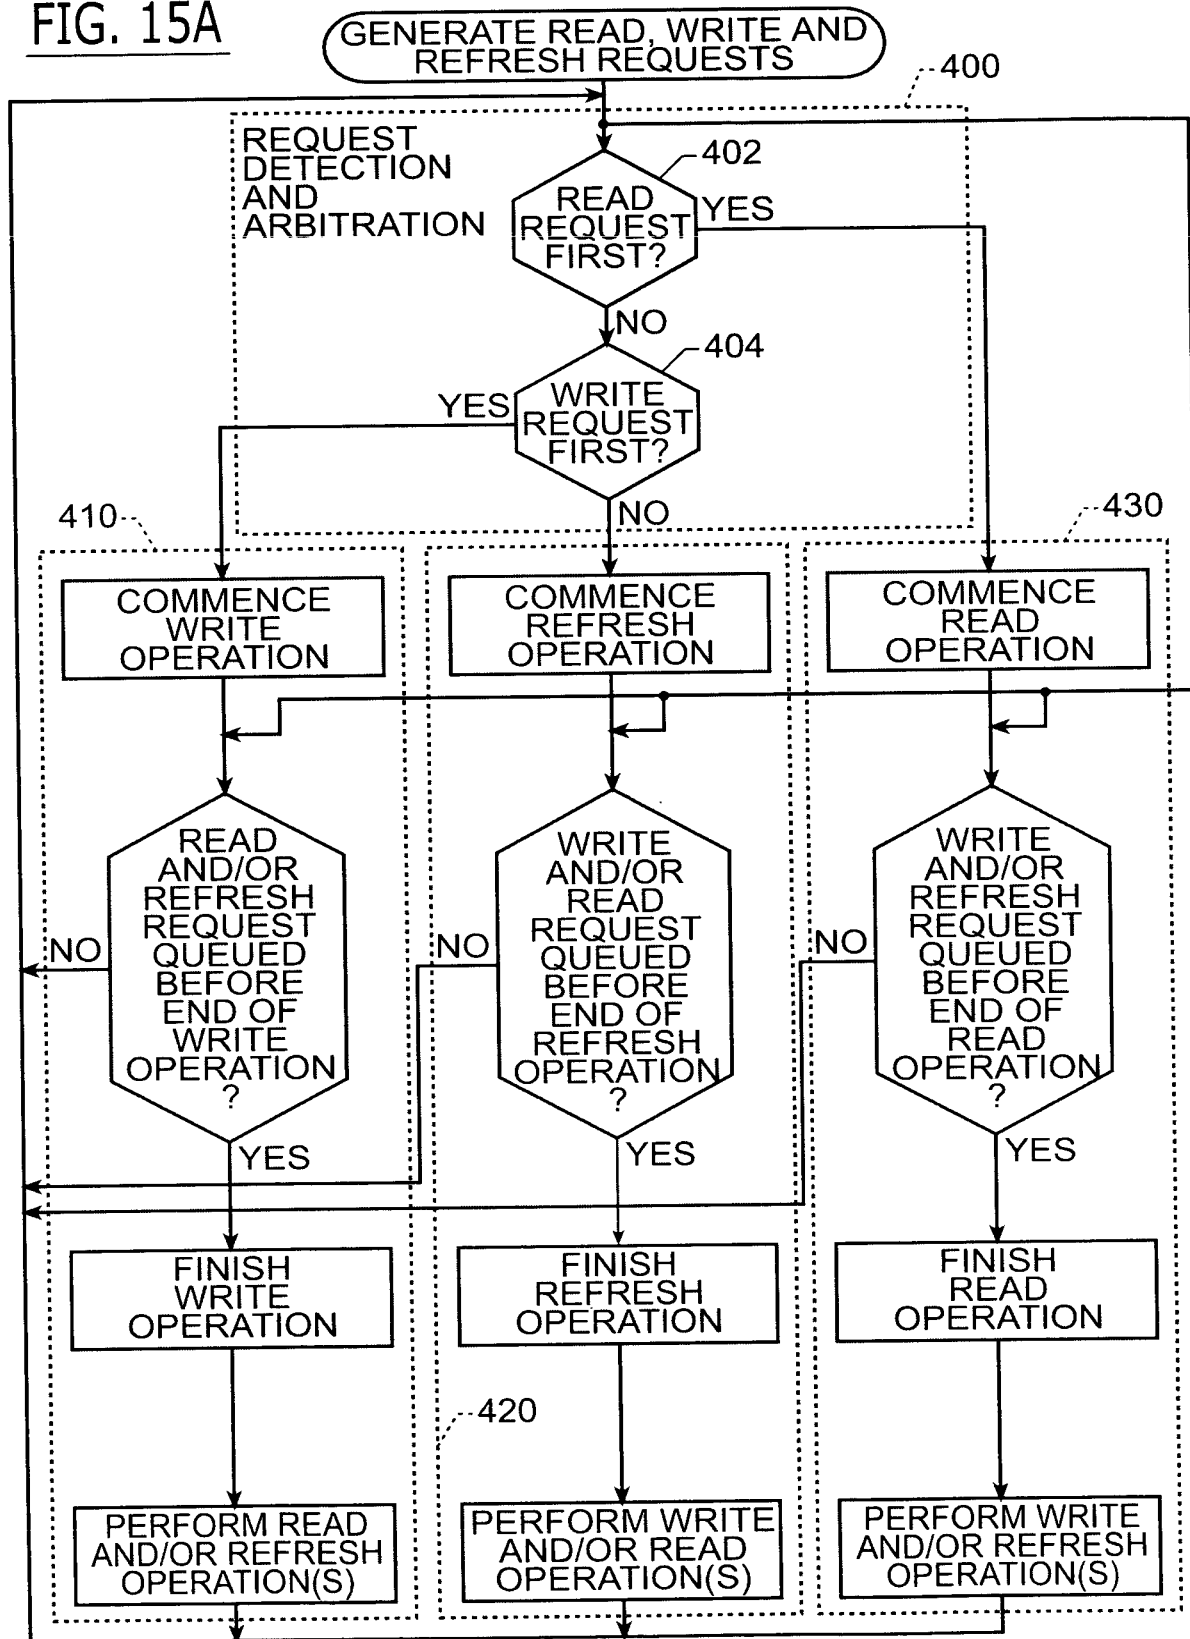 FIG. 15A
GENERATE READ, WRITE AND
REFRESH REQUESTS
400
REQUEST
DETECTION
AND
ARBITRATION
402
READ
REQUEST
FIRST?
YES
NO
404
WRITE
REQUEST
FIRST?
YES
NO
410
430
COMMENCE
WRITE
OPERATION
COMMENCE
REFRESH
OPERATION
COMMENCE
READ
OPERATION
READ
AND/OR
REFRESH
REQUEST
QUEUED
BEFORE
END OF
WRITE
OPERATION
?
NO
YES
WRITE
AND/OR
READ
REQUEST
QUEUED
BEFORE
END OF
REFRESH
OPERATION
?
NO
YES
WRITE
AND/OR
REFRESH
REQUEST
QUEUED
BEFORE
END OF
READ
OPERATION
?
NO
YES
FINISH
WRITE
OPERATION
FINISH
REFRESH
OPERATION
FINISH
READ
OPERATION
420
PERFORM READ
AND/OR REFRESH
OPERATION(S)
PERFORM WRITE
AND/OR READ
OPERATION(S)
PERFORM WRITE
AND/OR REFRESH
OPERATION(S)